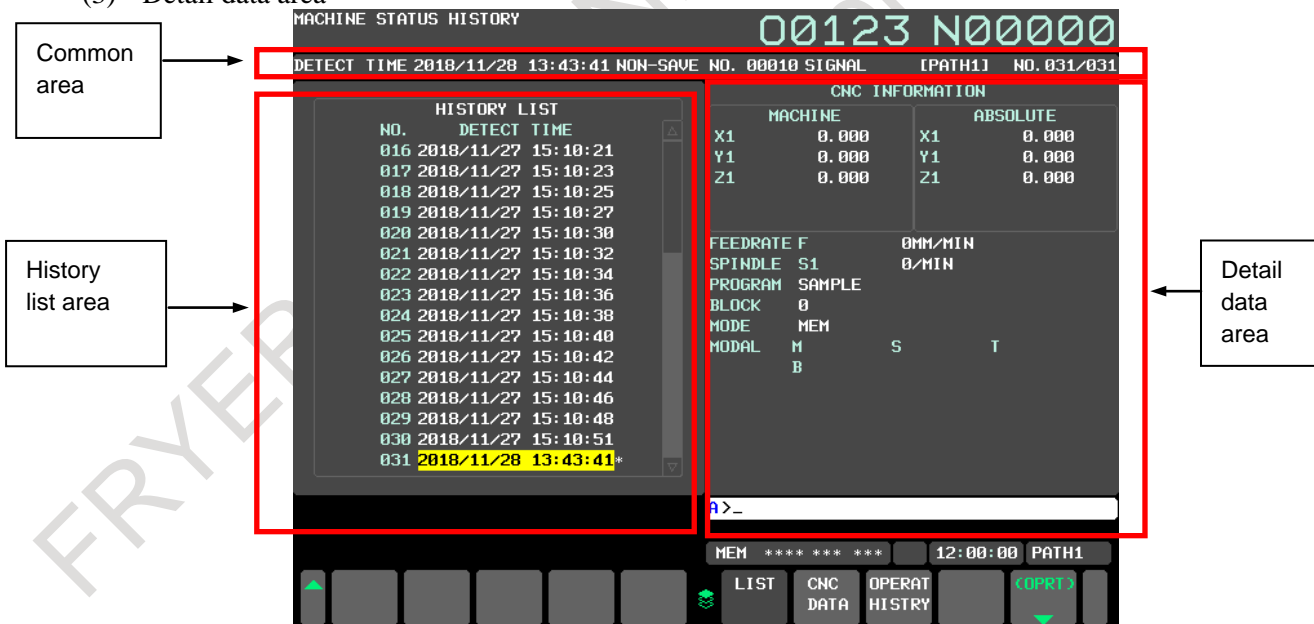 (3) Detail data area
MACHINE STATUS HISTORY
O0123 N00000
Common
area
DETECT TIME 2018/11/28 13:43:41 NON-SAVE NO. 00010 SIGNAL [PATH1] NO.031/031
HISTORY LIST
NO. DETECT TIME
016 2018/11/27 15:10:21
017 2018/11/27 15:10:23
018 2018/11/27 15:10:25
019 2018/11/27 15:10:27
020 2018/11/27 15:10:30
021 2018/11/27 15:10:32
022 2018/11/27 15:10:34
023 2018/11/27 15:10:36
024 2018/11/27 15:10:38
025 2018/11/27 15:10:40
026 2018/11/27 15:10:42
027 2018/11/27 15:10:44
028 2018/11/27 15:10:46
029 2018/11/27 15:10:48
030 2018/11/27 15:10:51
031 2018/11/28 13:43:41*
History
list area
CNC INFORMATION
MACHINE ABSOLUTE
X1 0.000 X1 0.000
Y1 0.000 Y1 0.000
Z1 0.000 Z1 0.000
FEEDRATE F 0MM/MIN
SPINDLE S1 0/MIN
PROGRAM SAMPLE
BLOCK 0
MODE MEM
MODAL M S T
B
Detail
data
area
A>_
MEM **** *** *** 12:00:00 PATH1
LIST CNC OPERAT (OPRT)
DATA HISTRY
FRYER